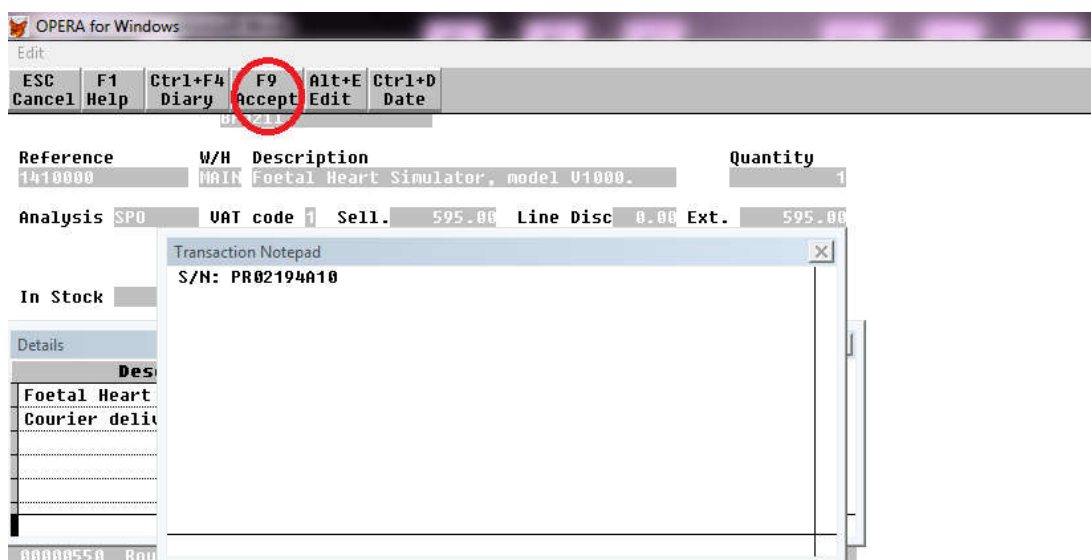 OPERA for Windows
Edit
ESC F1 Ctrl+F4 F9 Alt+E Ctrl+D
Cancel Help Diary Accept Edit Date
Reference W/H Description Quantity
1410000 MAIN Foetal Heart Simulator, model V1000. 1
Analysis SPO VAT code 1 Sell. 595.00 Line Disc 0.00 Ext. 595.00
Transaction Notepad
S/N: PR02194A10
In Stock
Details
Foetal Heart
Courier
00000550